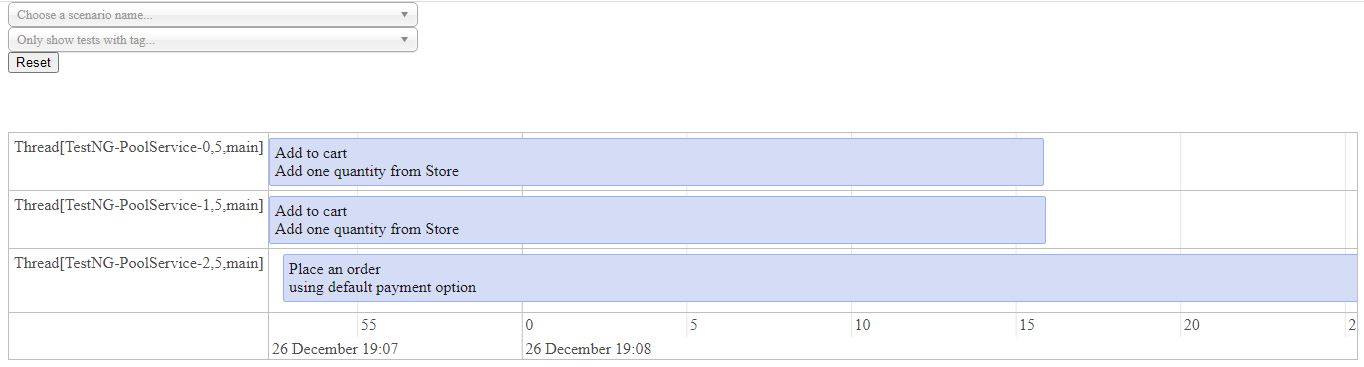 Choose a scenario name...
Only show tests with tag...
Reset
Thread[TestNG-PoolService-0,5,main]
Add to cart
Add one quantity from Store
Thread[TestNG-PoolService-1,5,main]
Add to cart
Add one quantity from Store
Thread[TestNG-PoolService-2,5,main]
Place an order
using default payment option
55 0 5 10 15 20 2
26 December 19:07 26 December 19:08